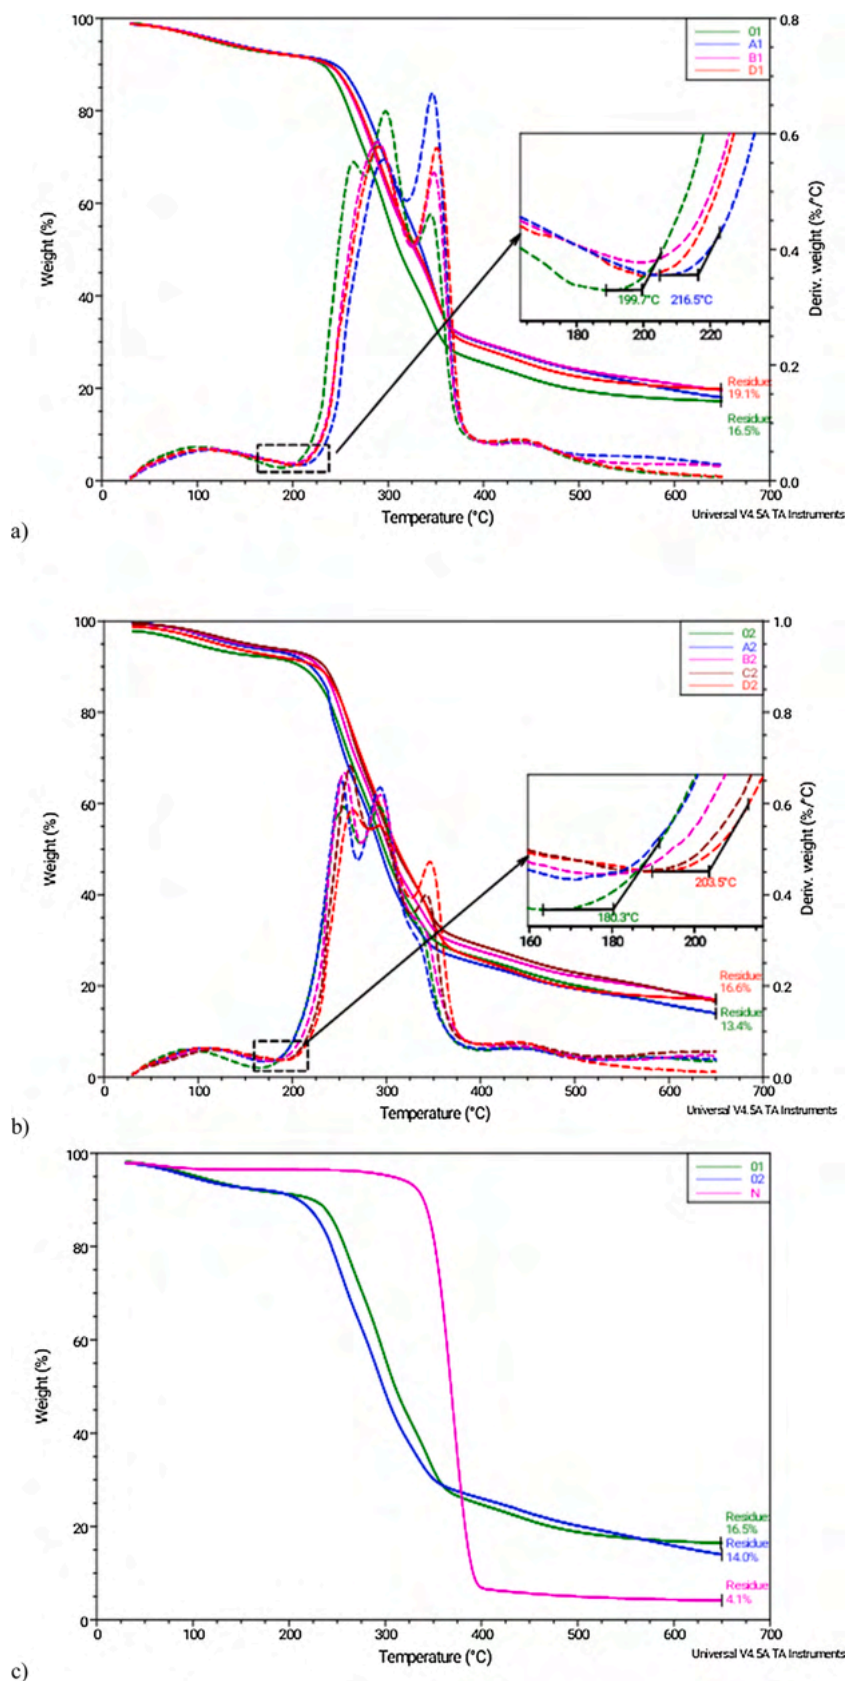 100
0.8
01
A1
B1
D1
80
0.6
60
Weight (%)
Deriv. weight (%/°C)
0.4
40
199.7°C
216.5°C
180
200
220
0.2
20
Residue:
19.1%
Residue:
16.5%
0
0.0
0
100
200
300
400
500
600
700
Temperature (°C)
Universal V4.5A TA Instruments
a)
100
1.0
02
A2
B2
C2
D2
80
0.8
60
0.6
Weight (%)
Deriv. weight (%/°C)
40
0.4
203.5°C
180.3°C
160
180
200
20
0.2
Residue:
16.6%
Residue:
13.4%
0
0.0
0
100
200
300
400
500
600
700
Temperature (°C)
Universal V4.5A TA Instruments
b)
100
01
02
N
80
60
Weight (%)
40
20
Residue:
16.5%
Residue:
14.0%
Residue:
4.1%
0
0
100
200
300
400
500
600
700
Temperature (°C)
Universal V4.5A TA Instruments
c)